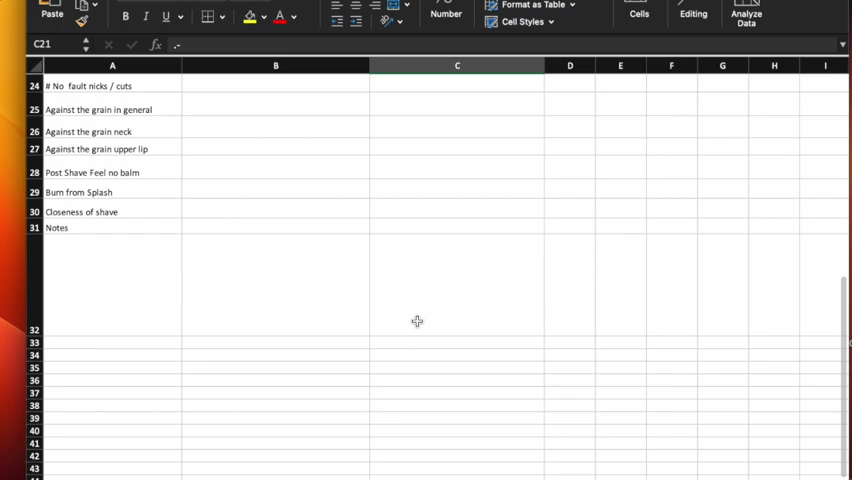 Paste
B I U A
Number
Format as Table
Cell Styles
Cells
Editing
Analyze
Data
C21 fx .-
A B C D E F G H I
24 # No fault nicks / cuts
25 Against the grain in general
26 Against the grain neck
27 Against the grain upper lip
28 Post Shave Feel no balm
29 Burn from Splash
30 Closeness of shave
31 Notes
32
33
34
35
36
37
38
39
40
41
42
43